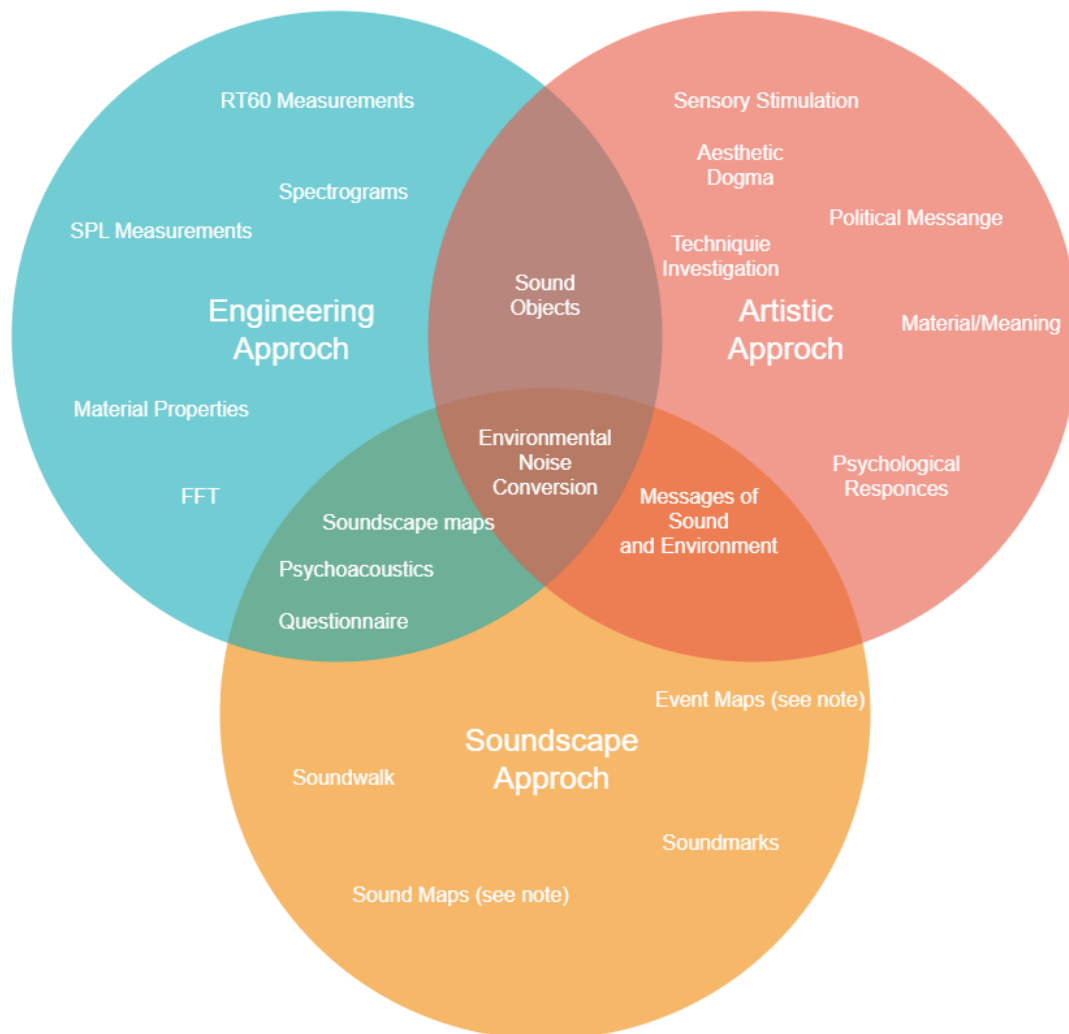 RT60 Measurements
Spectrograms
SPL Measurements
Engineering
Approch
Material Properties
FFT
Sound
Objects
Sensory Stimulation
Aesthetic
Dogma
Political Messange
Techniquie
Investigation
Artistic
Approch
Material/Meaning
Psychological
Responces
Environmental
Noise
Conversion
Messages of
Sound
and Environment
Soundscape maps
Psychoacoustics
Questionnaire
Event Maps (see note)
Soundscape
Approch
Soundwalk
Soundmarks
Sound Maps (see note)